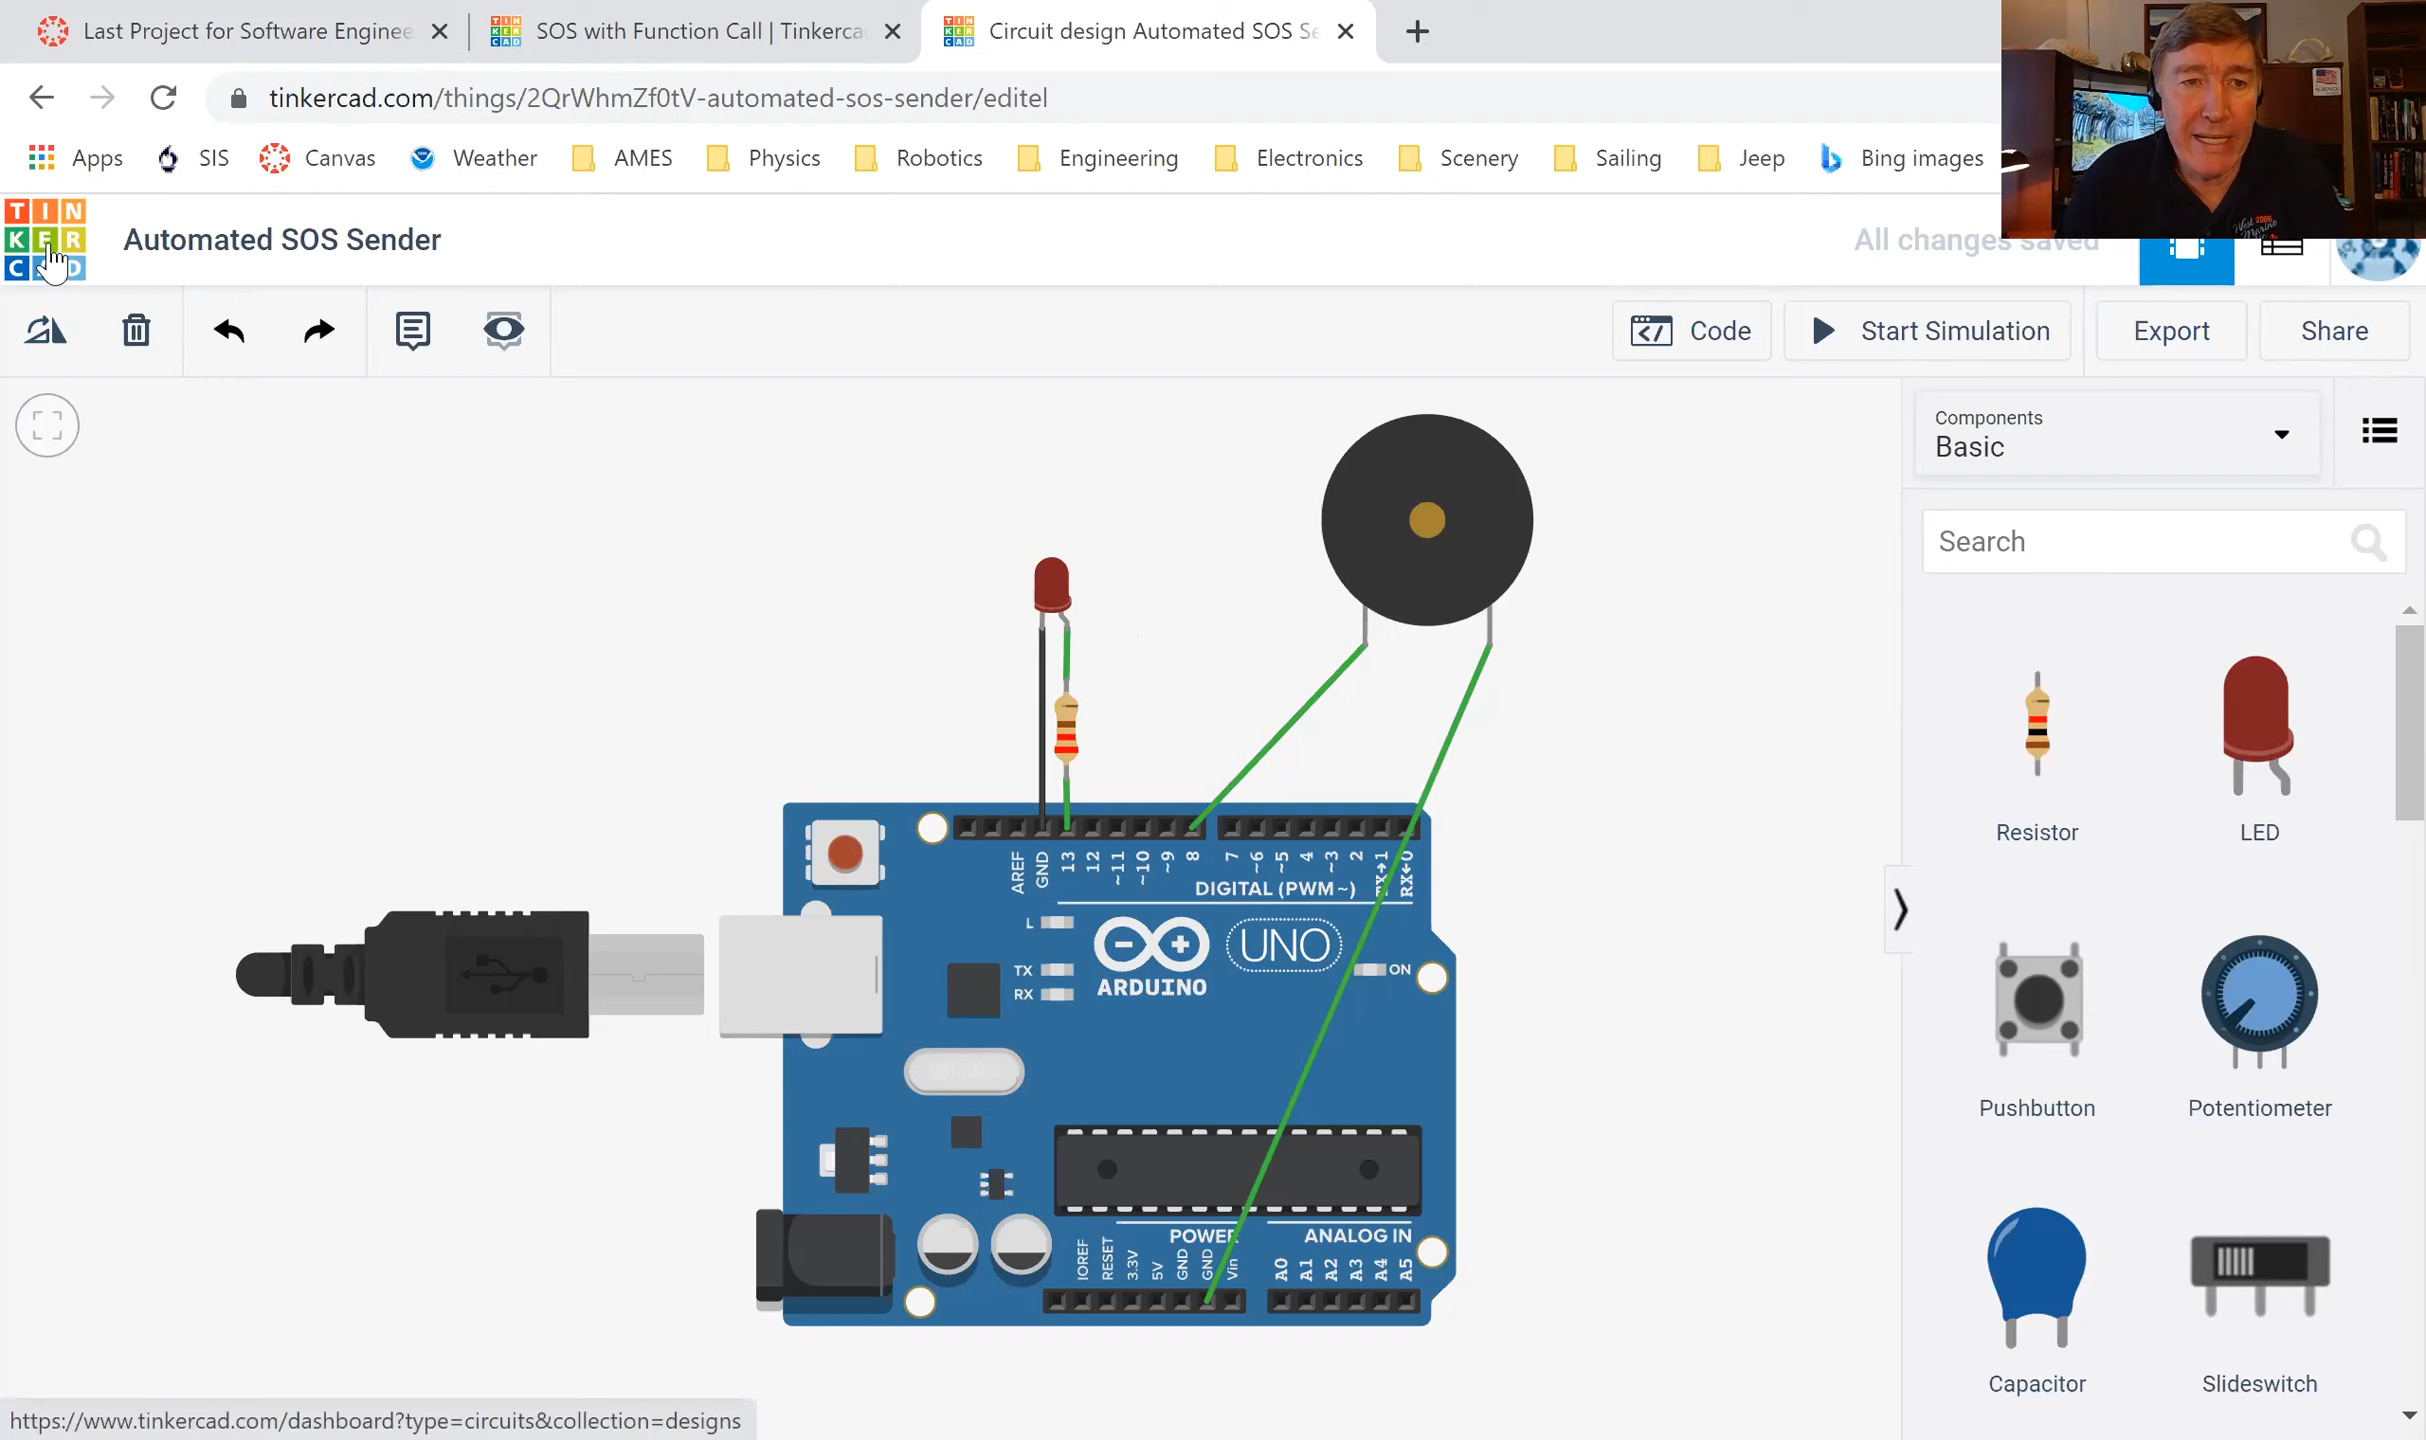 Last Project for Software Enginee
SOS with Function Call | Tinkerca
Circuit design Automated SOS Se
tinkercad.com/things/2QrWhmZf0tV-automated-sos-sender/editel
Apps
SIS
Canvas
Weather
AMES
Physics
Robotics
Engineering
Electronics
Scenery
Sailing
Jeep
Bing images
TIN
KER
CAD
Automated SOS Sender
All changes saved
Code
Start Simulation
Export
Share
Components
Basic
Search
Resistor
LED
Pushbutton
Potentiometer
Capacitor
Slideswitch
AREF
GND
13
12
~11
~10
~9
8
7
~6
~5
4
~3
2
TX→1
RX←0
DIGITAL (PWM~)
L
TX
RX
ARDUINO
UNO
ON
POWER
ANALOG IN
IOREF
RESET
3.3V
5V
GND
GND
Vin
A0
A1
A2
A3
A4
A5
West 2006
Marine
https://www.tinkercad.com/dashboard?type=circuits&collection=designs